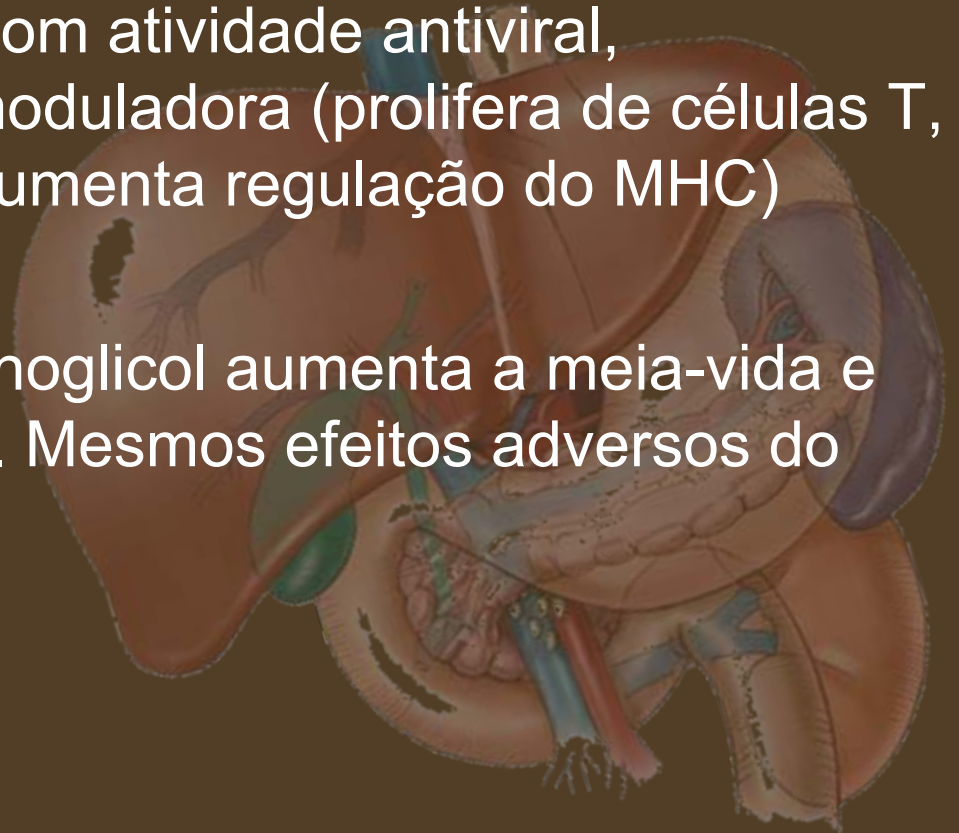 om atividade antiviral,
noduladora (prolifera de células T,
umenta regulação do MHC)
noglicol aumenta a meia-vida e
. Mesmos efeitos adversos do